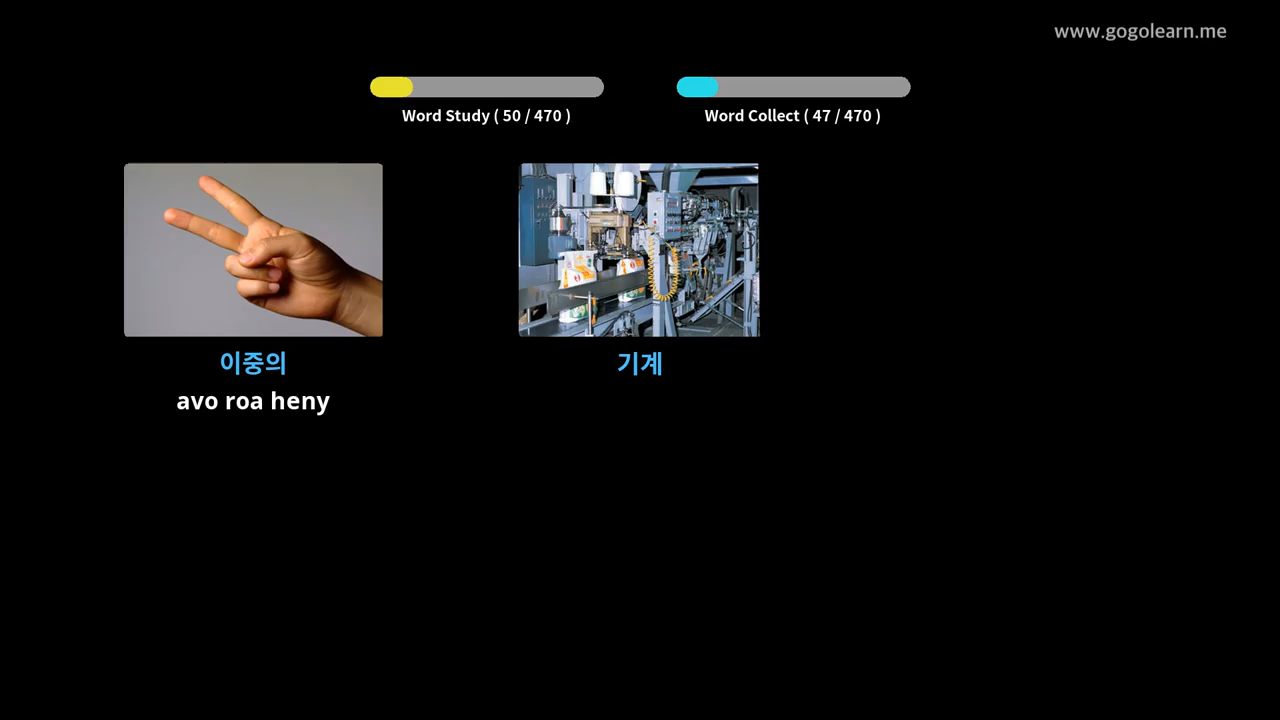 www.gogolearn.me
Word Study ( 50 / 470 )
Word Collect ( 47 / 470 )
이중의
avo roa heny
기계